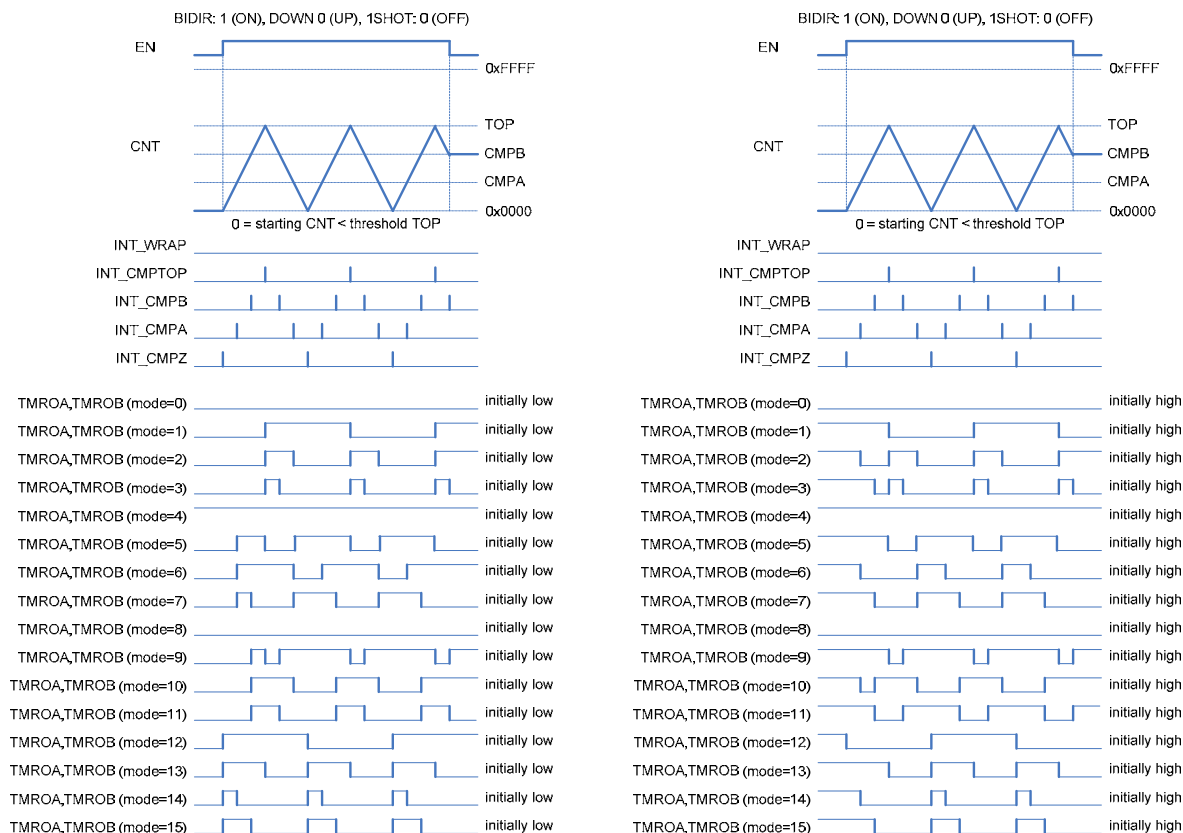 BIDIR: 1 (ON), DOWN 0 (UP), 1SHOT: 0 (OFF)
EN
0xFFFF
TOP
CNT
CMPB
CMPA
0x0000
0 = starting CNT < threshold TOP
INT_WRAP
INT_CMPTOP
INT_CMPB
INT_CMPA
INT_CMPZ
TMROA,TMROB (mode=0) initially low
TMROA,TMROB (mode=1) initially low
TMROA,TMROB (mode=2) initially low
TMROA,TMROB (mode=3) initially low
TMROA,TMROB (mode=4) initially low
TMROA,TMROB (mode=5) initially low
TMROA,TMROB (mode=6) initially low
TMROA,TMROB (mode=7) initially low
TMROA,TMROB (mode=8) initially low
TMROA,TMROB (mode=9) initially low
TMROA,TMROB (mode=10) initially low
TMROA,TMROB (mode=11) initially low
TMROA,TMROB (mode=12) initially low
TMROA,TMROB (mode=13) initially low
TMROA,TMROB (mode=14) initially low
TMROA,TMROB (mode=15) initially low
BIDIR: 1 (ON), DOWN 0 (UP), 1SHOT: 0 (OFF)
EN
0xFFFF
TOP
CNT
CMPB
CMPA
0x0000
0 = starting CNT < threshold TOP
INT_WRAP
INT_CMPTOP
INT_CMPB
INT_CMPA
INT_CMPZ
TMROA,TMROB (mode=0) initially high
TMROA,TMROB (mode=1) initially high
TMROA,TMROB (mode=2) initially high
TMROA,TMROB (mode=3) initially high
TMROA,TMROB (mode=4) initially high
TMROA,TMROB (mode=5) initially high
TMROA,TMROB (mode=6) initially high
TMROA,TMROB (mode=7) initially high
TMROA,TMROB (mode=8) initially high
TMROA,TMROB (mode=9) initially high
TMROA,TMROB (mode=10) initially high
TMROA,TMROB (mode=11) initially high
TMROA,TMROB (mode=12) initially high
TMROA,TMROB (mode=13) initially high
TMROA,TMROB (mode=14) initially high
TMROA,TMROB (mode=15) initially high